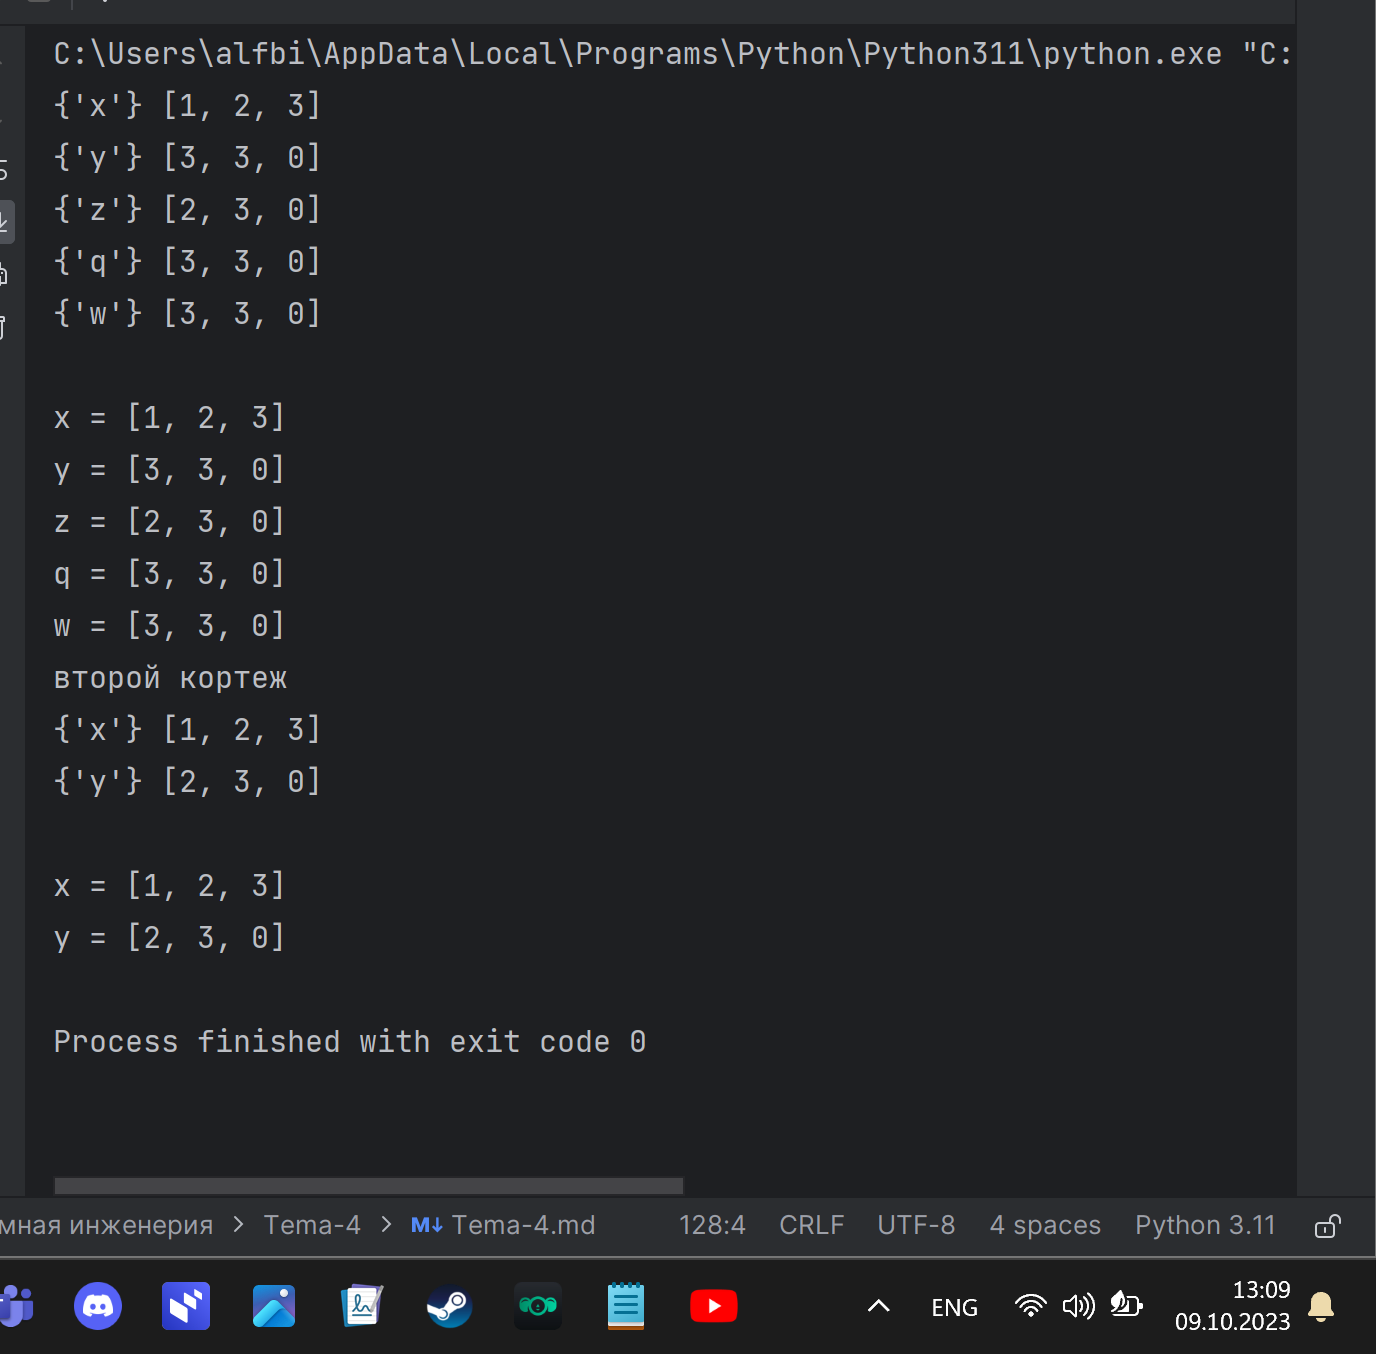 C:\Users\alfbi\AppData\Local\Programs\Python\Python311\python.exe "C:
{'x'} [1, 2, 3]
{'y'} [3, 3, 0]
{'z'} [2, 3, 0]
{'q'} [3, 3, 0]
{'w'} [3, 3, 0]
x = [1, 2, 3]
y = [3, 3, 0]
z = [2, 3, 0]
q = [3, 3, 0]
w = [3, 3, 0]
второй кортеж
{'x'} [1, 2, 3]
{'y'} [2, 3, 0]
x = [1, 2, 3]
y = [2, 3, 0]
Process finished with exit code 0
мная инженерия > Тема-4 > M↓ Тема-4.md 128:4 CRLF UTF-8 4 spaces Python 3.11
ENG 13:09
09.10.2023